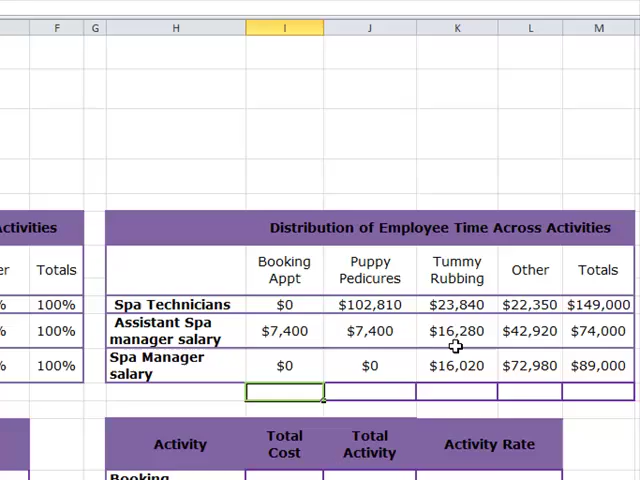 F G H I J K L M
ctivities Distribution of Employee Time Across Activities
er Totals Booking Appt Puppy Pedicures Tummy Rubbing Other Totals
% 100% Spa Technicians $0 $102,810 $23,840 $22,350 $149,000
% 100% Assistant Spa manager salary $7,400 $7,400 $16,280 $42,920 $74,000
% 100% Spa Manager salary $0 $0 $16,020 $72,980 $89,000
Activity Total Cost Total Activity Activity Rate
Booking